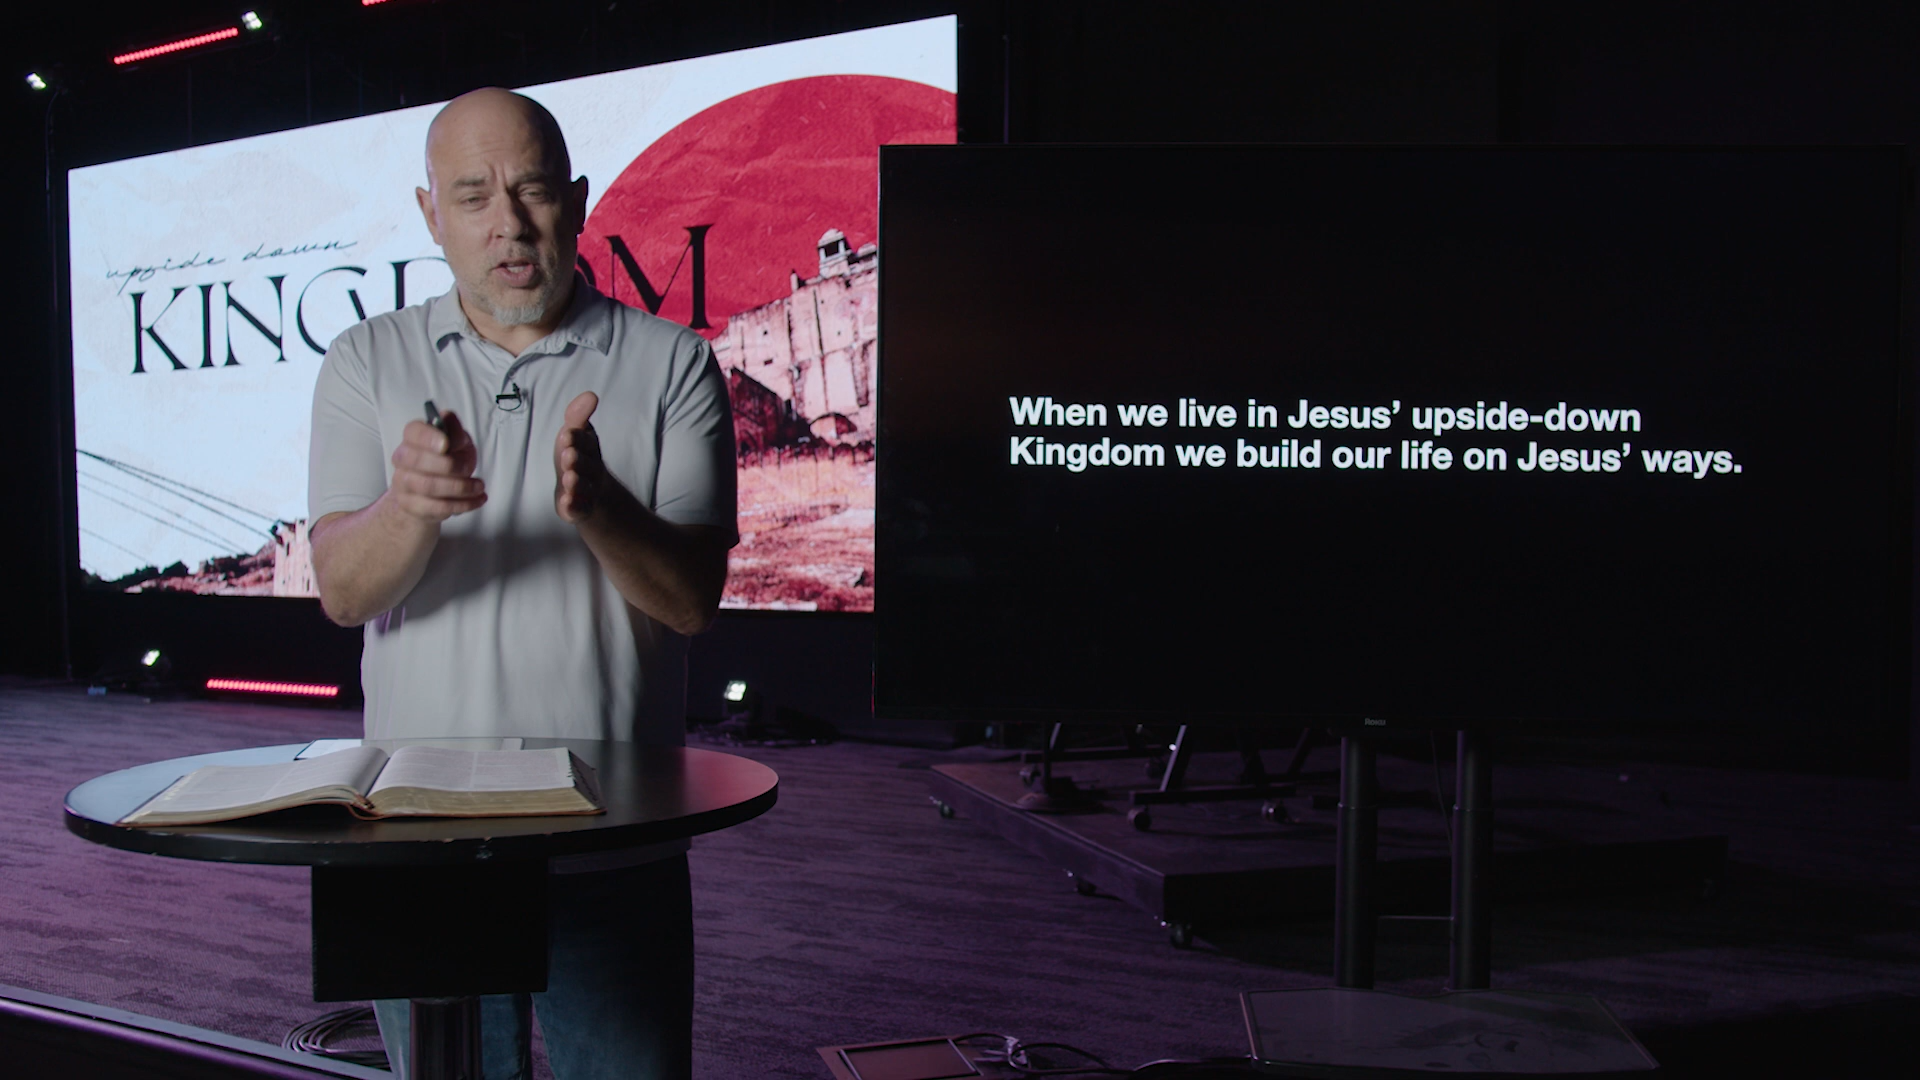 upside down
KINGDOM
When we live in Jesus’ upside-down
Kingdom we build our life on Jesus’ ways.